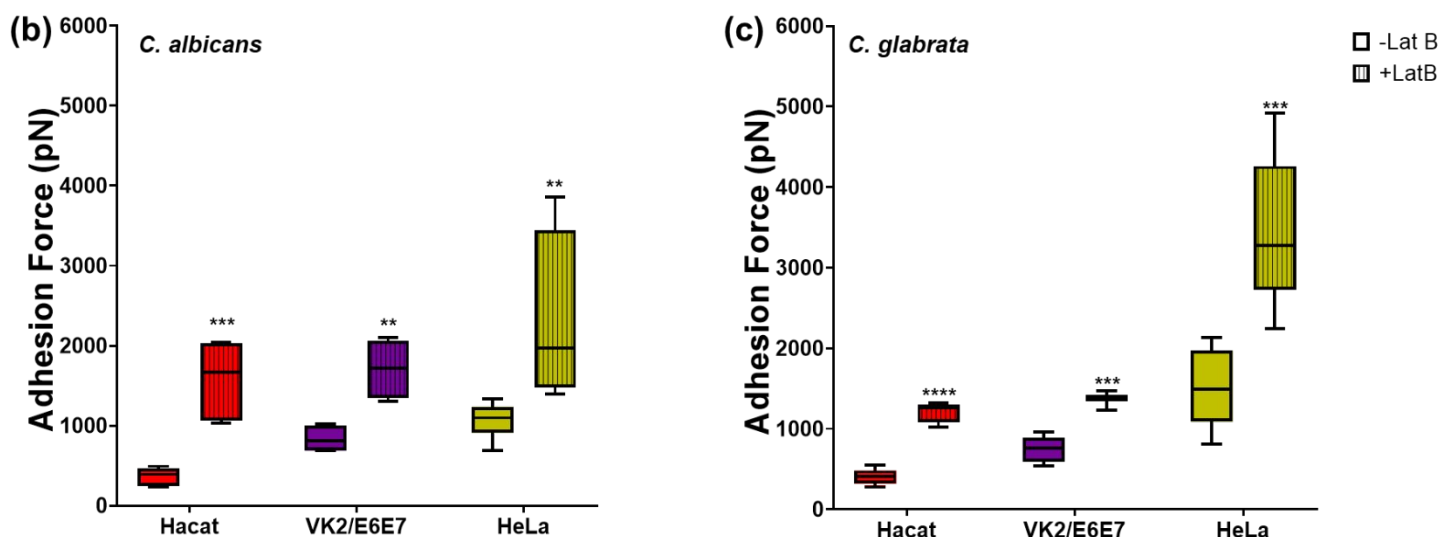 (b)
C. albicans
Adhesion Force (pN)
6000
5000
4000
3000
2000
1000
0
***
**
**
Hacat
VK2/E6E7
HeLa
(c)
C. glabrata
Adhesion Force (pN)
6000
5000
4000
3000
2000
1000
0
****
***
***
Hacat
VK2/E6E7
HeLa
-Lat B
+LatB